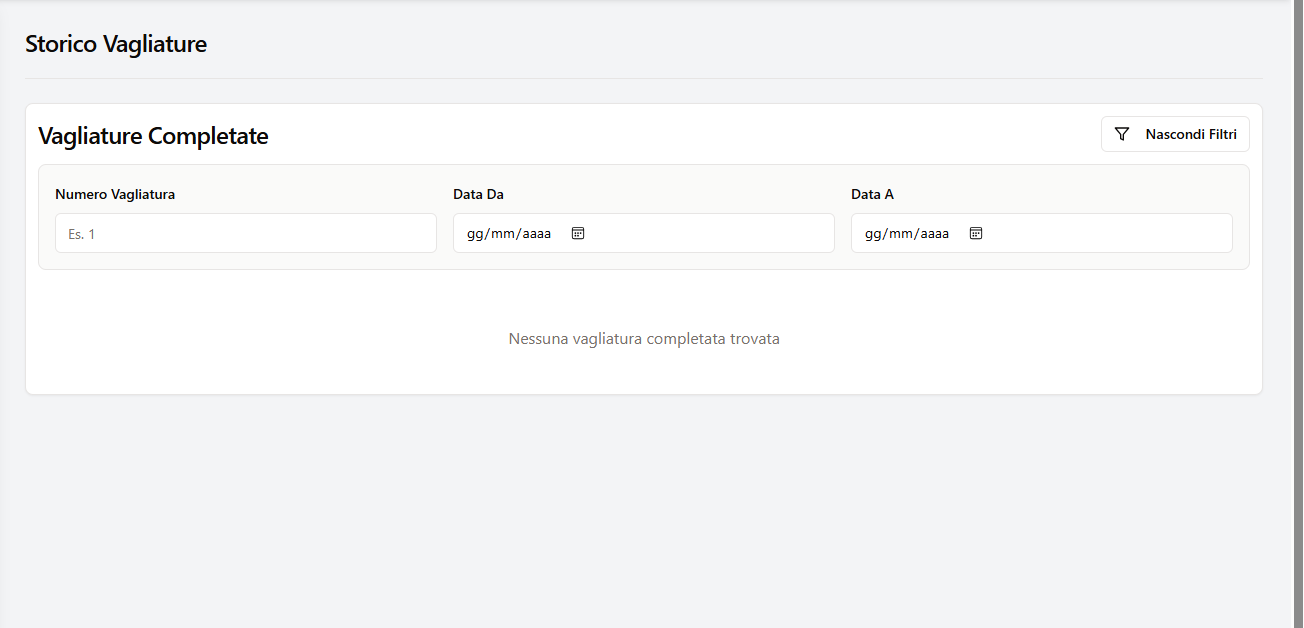 Storico Vagliature
Vagliature Completate
Nascondi Filtri
Numero Vagliatura
Data Da
Data A
Es. 1
gg/mm/aaaa
gg/mm/aaaa
Nessuna vagliatura completata trovata